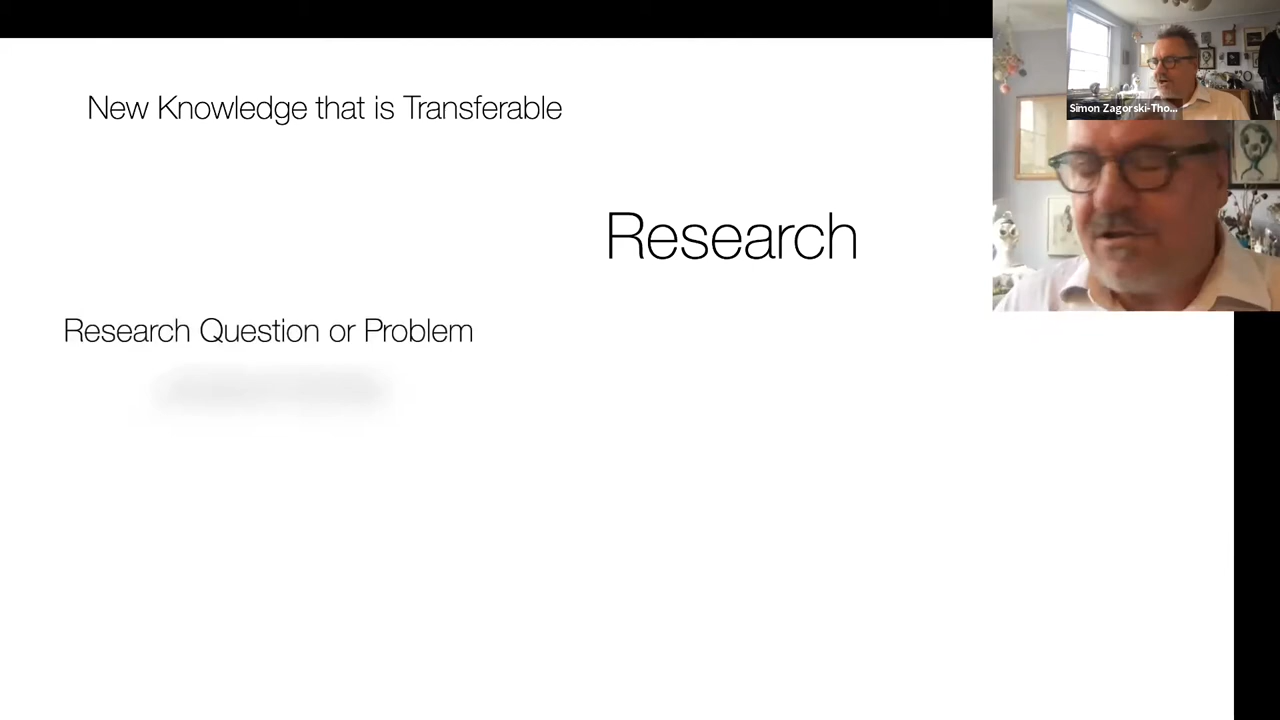 New Knowledge that is Transferable
Simon Zagorski-Tho...
Research
Research Question or Problem